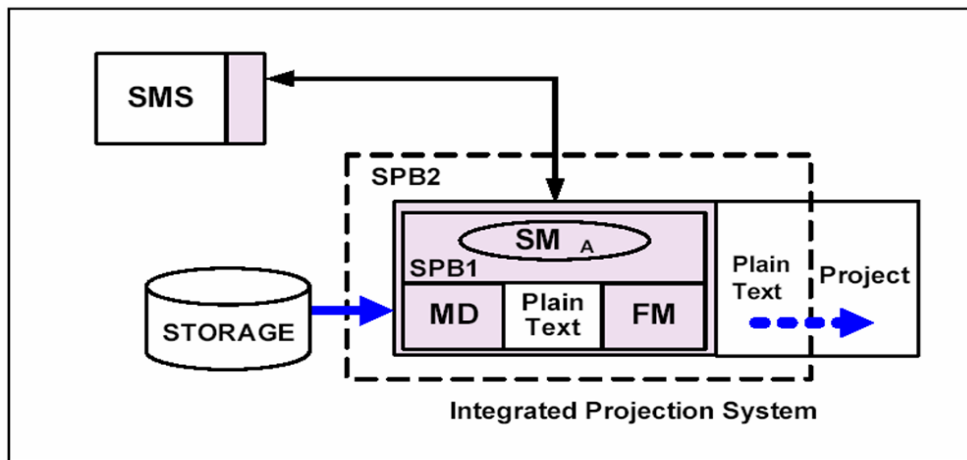 SMS
SPB2
SM A
SPB1
MD
Plain
Text
FM
Plain
Text
Project
STORAGE
Integrated Projection System